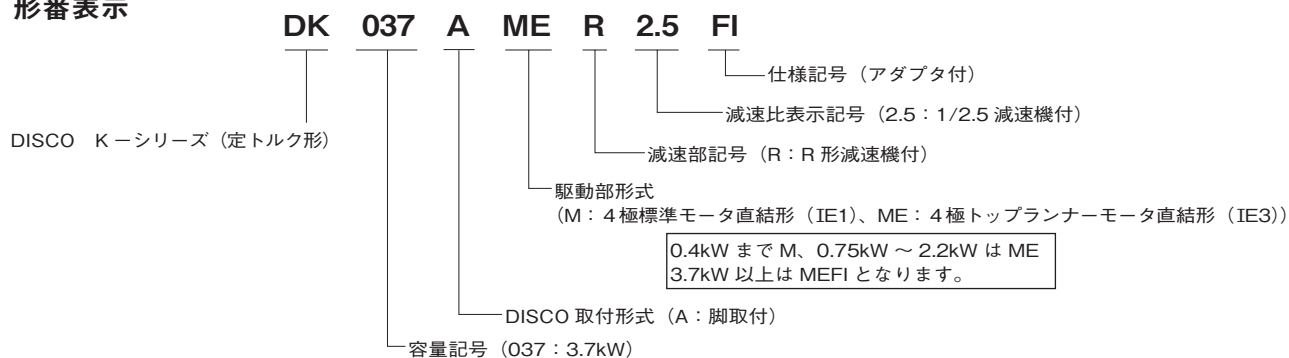 形番表示
DK 037 A ME R 2.5 FI
仕様記号（アダプタ付）
減速比表示記号（2.5：1/2.5 減速機付）
DISCO　K －シリーズ（定トルク形）
減速部記号（R：R 形減速機付）
駆動部形式
（M：４極標準モータ直結形（IE1）、ME：４極トップランナーモータ直結形（IE3））
0.4kW まで M、0.75kW ～ 2.2kW は ME
3.7kW 以上は MEFI となります。
DISCO 取付形式（A：脚取付）
容量記号（037：3.7kW）